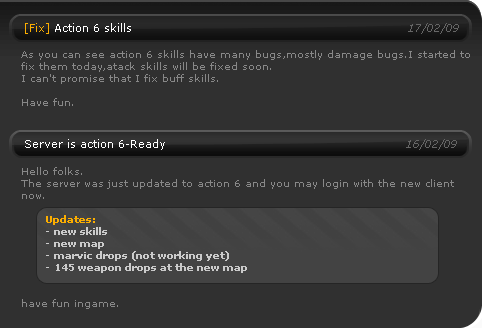 [Fix] Action 6 skills 17/02/09
As you can see action 6 skills have many bugs,mostly damage bugs.I started to
fix them today,atack skills will be fixed soon.
I can't promise that I fix buff skills.
Have fun.
Server is action 6-Ready 16/02/09
Hello folks.
The server was just updated to action 6 and you may login with the new client
now.
Updates:
- new skills
- new map
- marvic drops (not working yet)
- 145 weapon drops at the new map
have fun ingame.